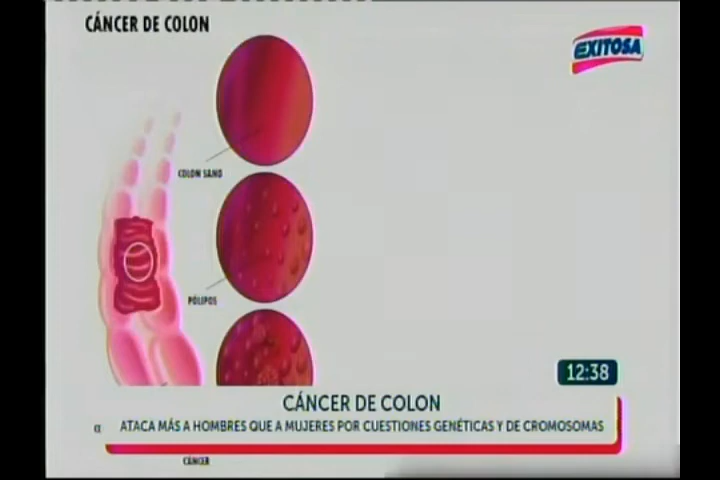 CÁNCER DE COLON
EXITOSA
COLON SANO
PÓLIPOS
12:38
CÁNCER DE COLON
α ATACA MÁS A HOMBRES QUE A MUJERES POR CUESTIONES GENÉTICAS Y DE CROMOSOMAS
CÁNCER